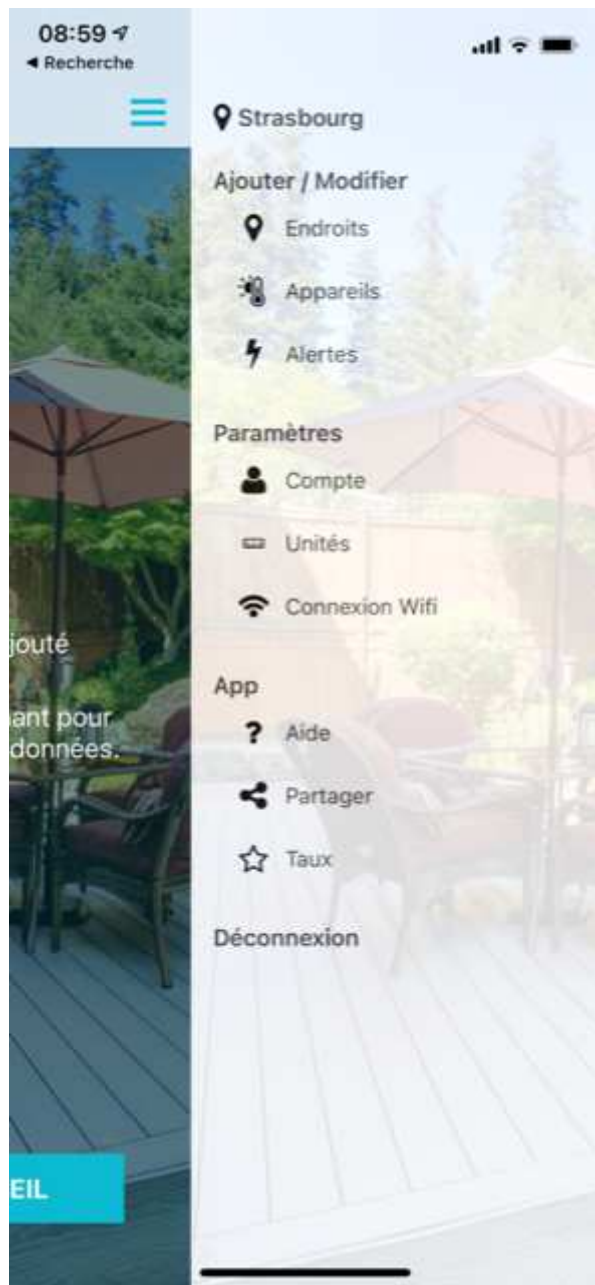 08:59
Recherche
Strasbourg
Ajouter / Modifier
Endroits
Appareils
Alertes
Paramètres
Compte
Unités
Connexion Wifi
jouté
ant pour
données.
App
Aide
Partager
Taux
Déconnexion
EIL